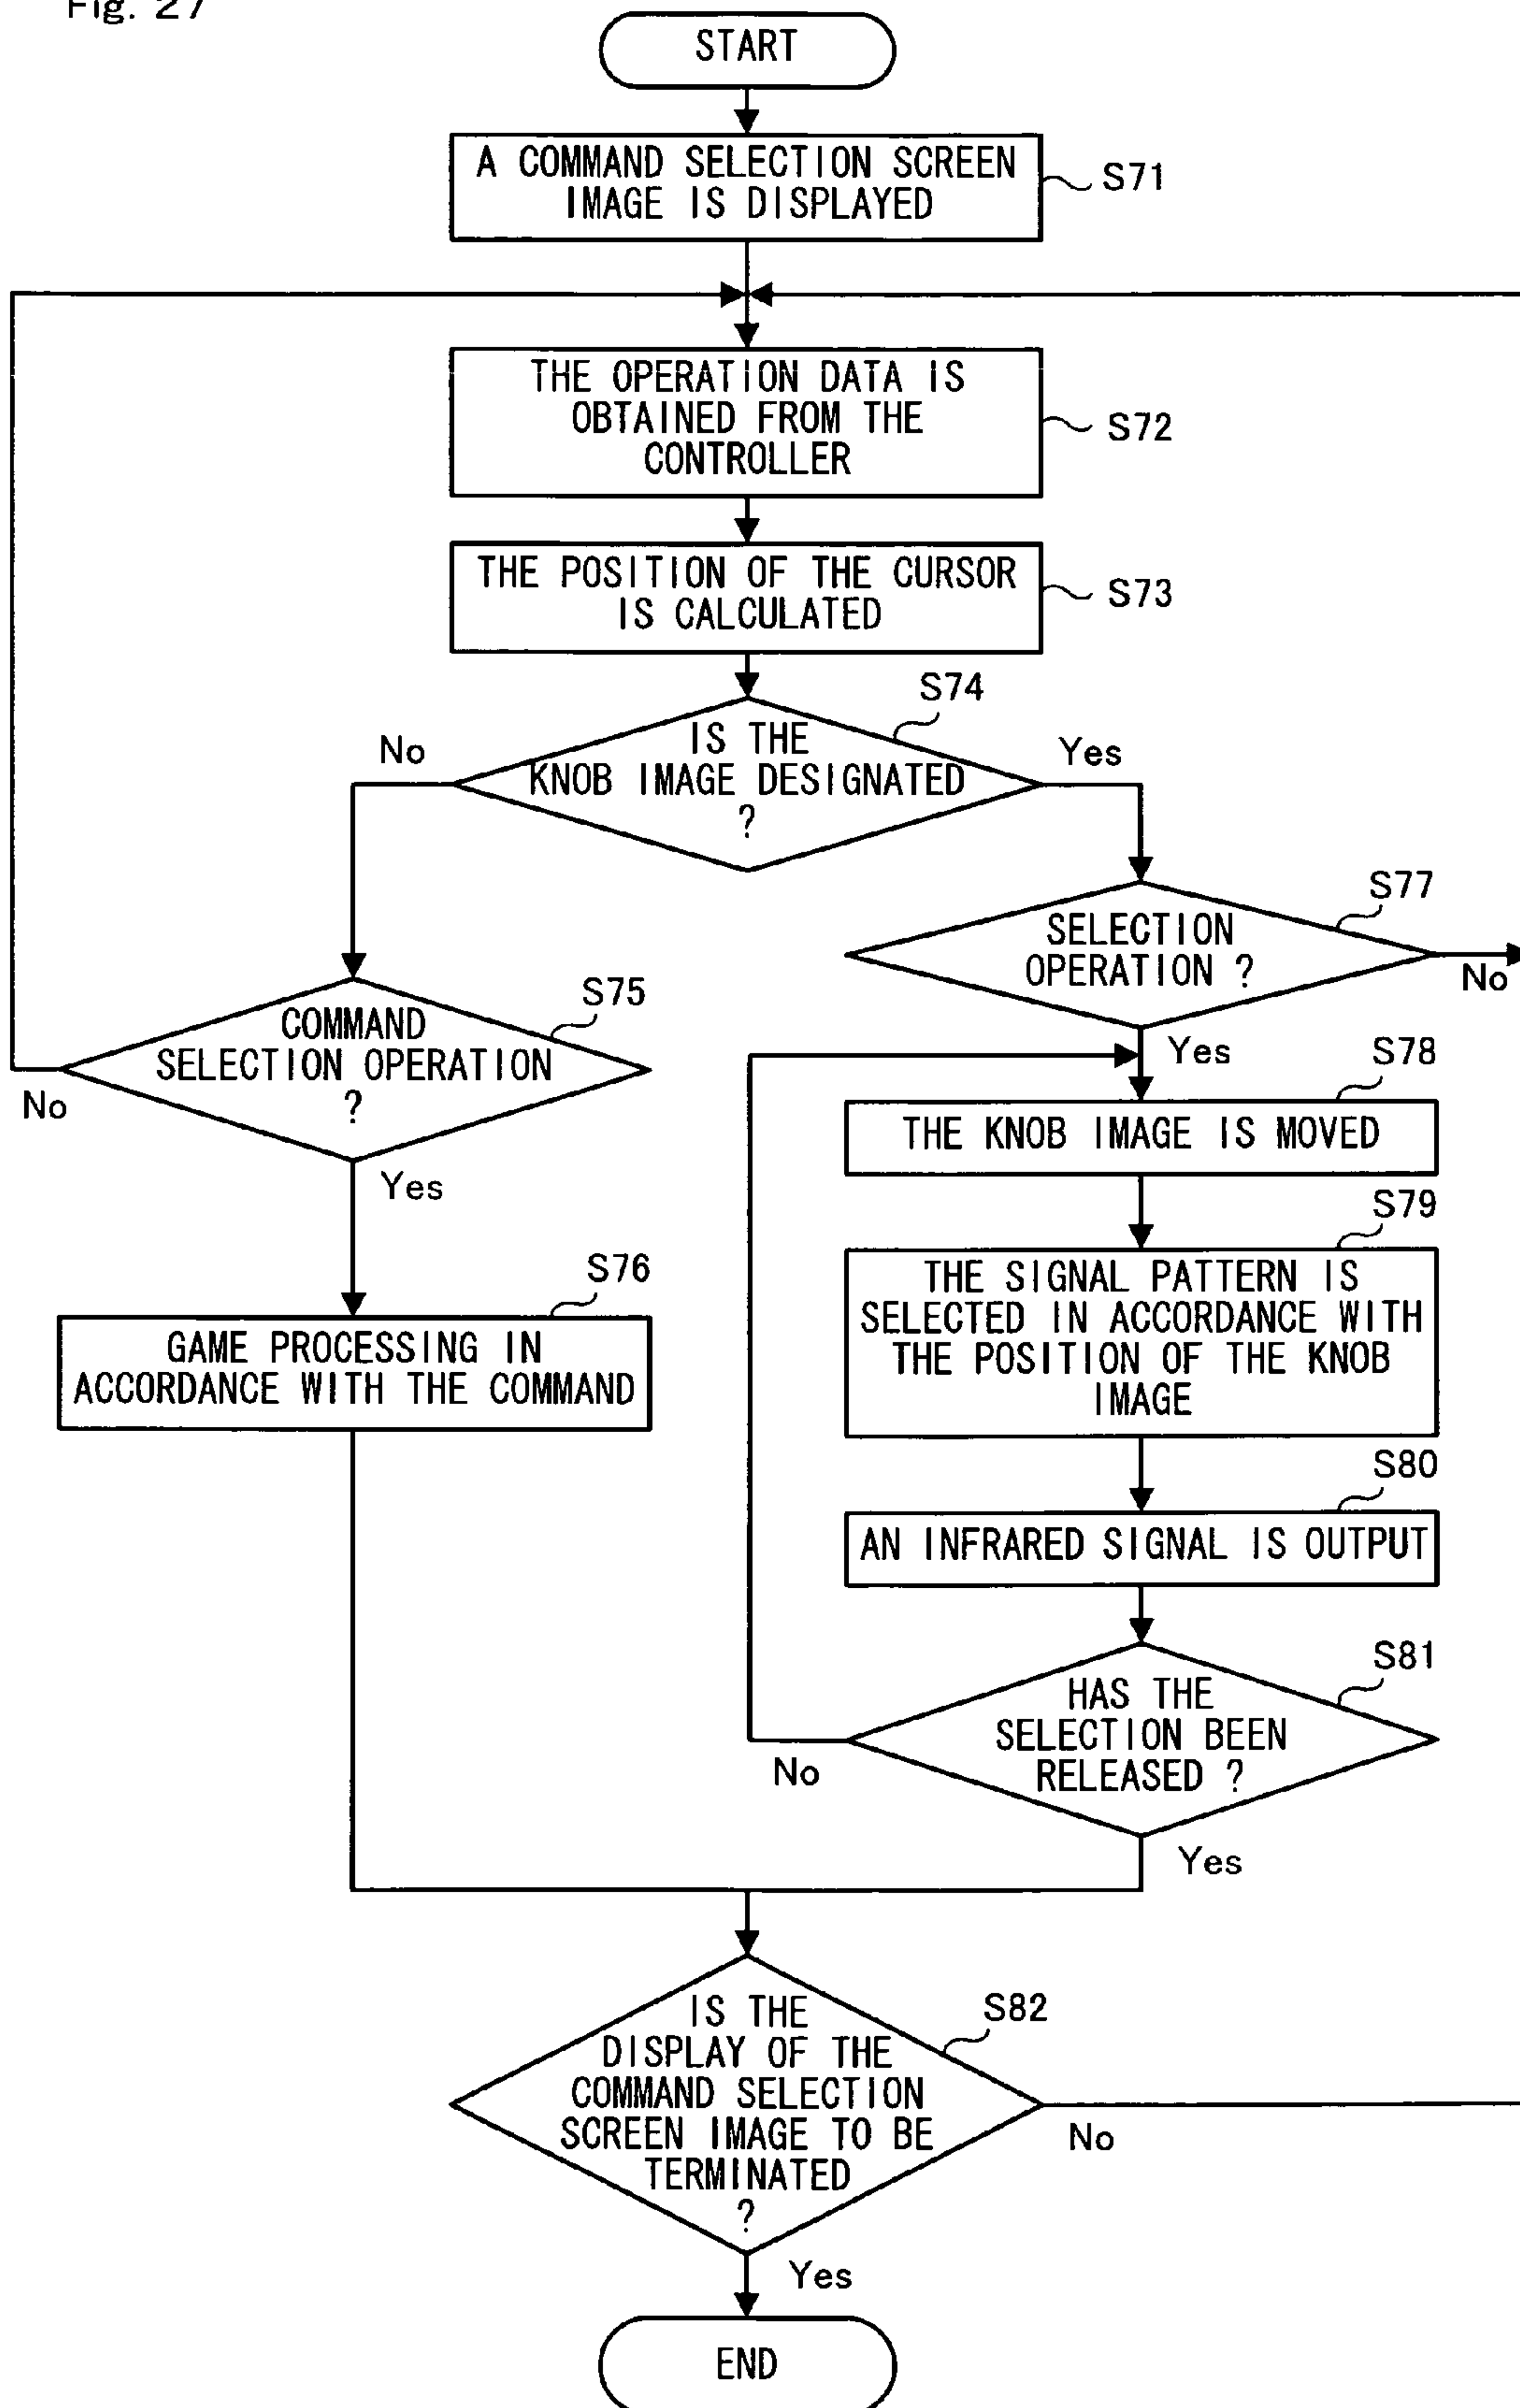 Fig. 27
START
A COMMAND SELECTION SCREEN
IMAGE IS DISPLAYED
S71
THE OPERATION DATA IS
OBTAINED FROM THE
CONTROLLER
S72
THE POSITION OF THE CURSOR
IS CALCULATED
S73
S74
No
IS THE
KNOB IMAGE DESIGNATED
?
Yes
S77
SELECTION
OPERATION ?
No
S75
COMMAND
SELECTION OPERATION
?
No
Yes
Yes
S78
THE KNOB IMAGE IS MOVED
S79
THE SIGNAL PATTERN IS
SELECTED IN ACCORDANCE WITH
THE POSITION OF THE KNOB
IMAGE
S76
GAME PROCESSING IN
ACCORDANCE WITH THE COMMAND
S80
AN INFRARED SIGNAL IS OUTPUT
S81
HAS THE
SELECTION BEEN
RELEASED ?
No
Yes
S82
IS THE
DISPLAY OF THE
COMMAND SELECTION
SCREEN IMAGE TO BE
TERMINATED
?
No
Yes
END